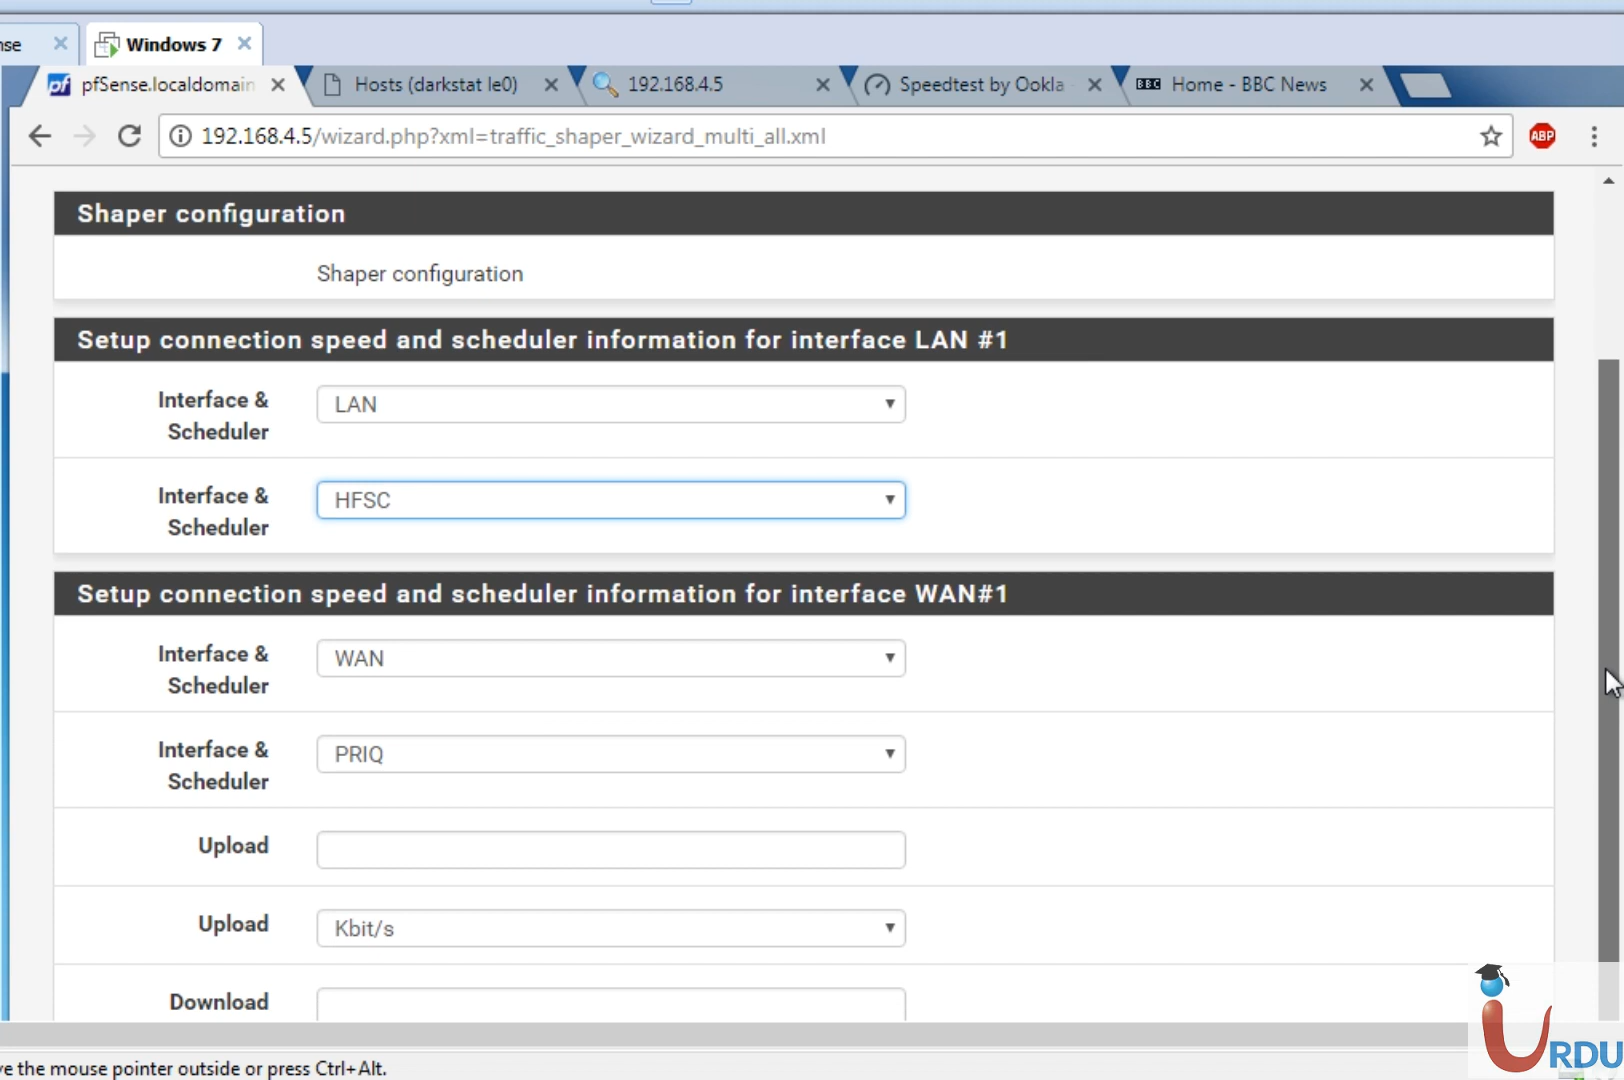 nse
Windows 7
pfSense.localdomain
Hosts (darkstat le0)
192.168.4.5
Speedtest by Ookla
BBC
Home - BBC News
192.168.4.5/wizard.php?xml=traffic_shaper_wizard_multi_all.xml
ABP
Shaper configuration
Shaper configuration
Setup connection speed and scheduler information for interface LAN #1
Interface &
Scheduler
LAN
Interface &
Scheduler
HFSC
Setup connection speed and scheduler information for interface WAN#1
Interface &
Scheduler
WAN
Interface &
Scheduler
PRIQ
Upload
Upload
Kbit/s
Download
iURDU
ve the mouse pointer outside or press Ctrl+Alt.